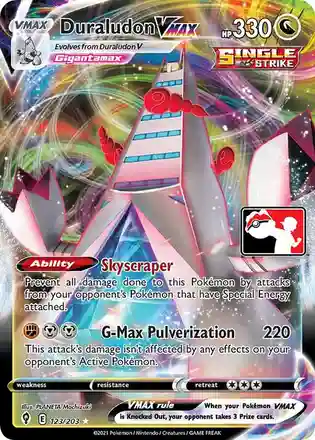 VMAX
Duraludon VMAX HP 330
Evolves from Duraludon V
Gigantamax
SINGLE
STRIKE
Ability Skyscraper
Prevent all damage done to this Pokémon by attacks
from your opponent's Pokémon that have Special Energy
attached.
G-Max Pulverization 220
This attack's damage isn't affected by any effects on your
opponent's Active Pokémon.
weakness resistance retreat
Illus. PLANETA Mochizuki
E 123/203
VMAX rule When your Pokémon VMAX
is Knocked Out, your opponent takes 3 Prize cards.
©2021 Pokémon / Nintendo / Creatures / GAME FREAK